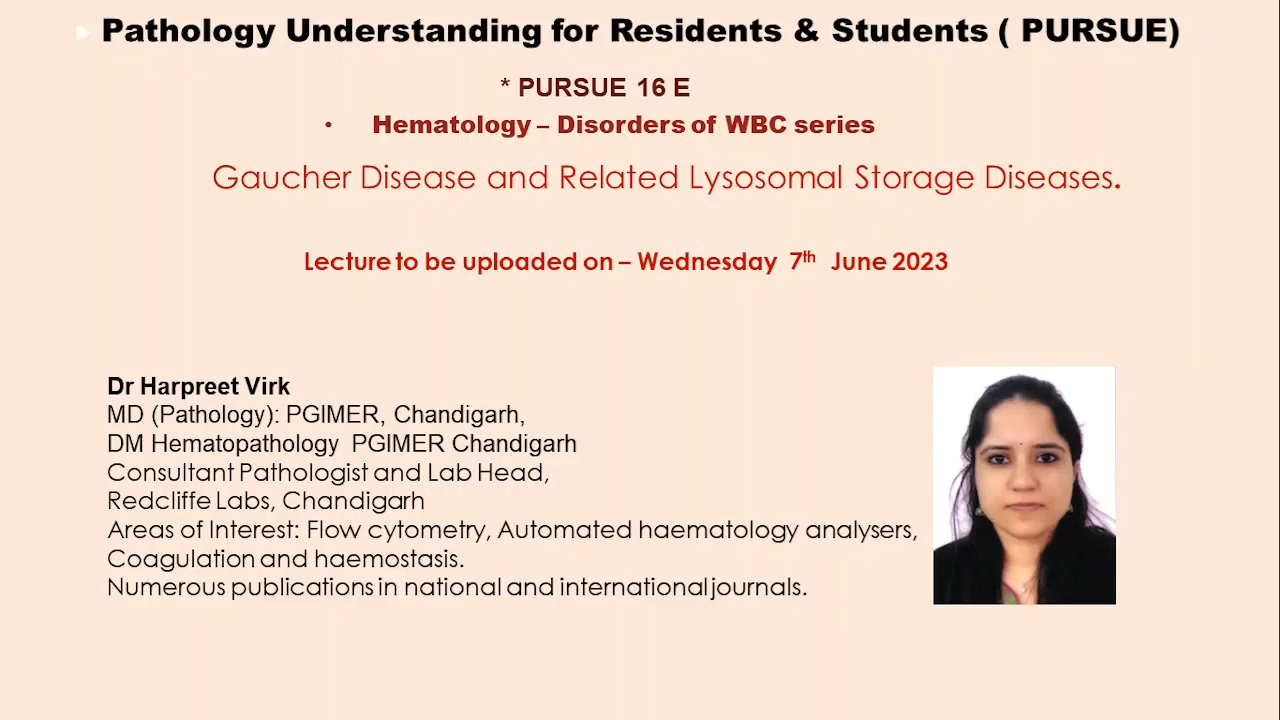 Pathology Understanding for Residents & Students ( PURSUE)
* PURSUE 16 E
• Hematology – Disorders of WBC series
Gaucher Disease and Related Lysosomal Storage Diseases.
Lecture to be uploaded on – Wednesday 7th June 2023
Dr Harpreet Virk
MD (Pathology): PGIMER, Chandigarh,
DM Hematopathology PGIMER Chandigarh
Consultant Pathologist and Lab Head,
Redcliffe Labs, Chandigarh
Areas of Interest: Flow cytometry, Automated haematology analysers,
Coagulation and haemostasis.
Numerous publications in national and international journals.